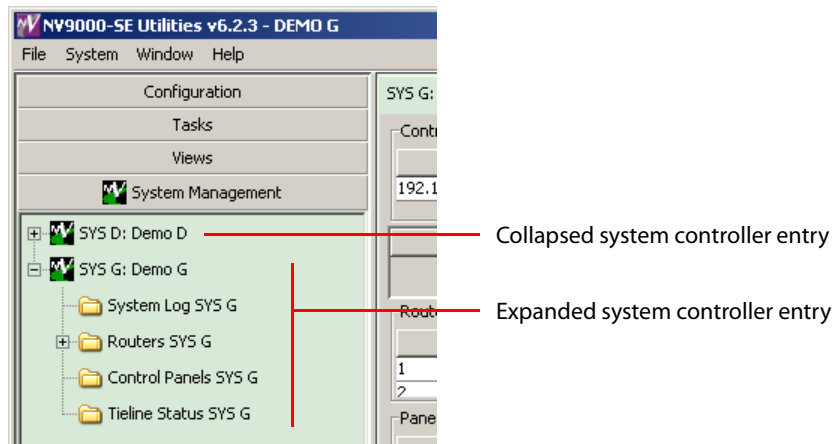 NV9000-SE Utilities v6.2.3 - DEMO G
File System Window Help
Configuration
Tasks
Views
System Management
SYS D: Demo D
SYS G: Demo G
System Log SYS G
Routers SYS G
Control Panels SYS G
Tieline Status SYS G
SYS G:
Contr
192.1
Route
1
2
Pane
Collapsed system controller entry
Expanded system controller entry